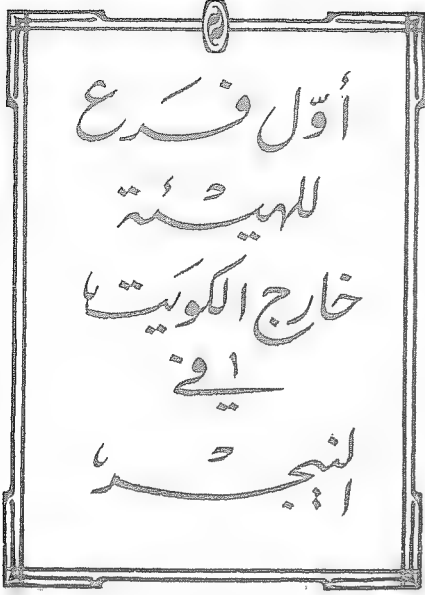 أوّل فرع
للهيئة
خارج الكويت
في
النيجر